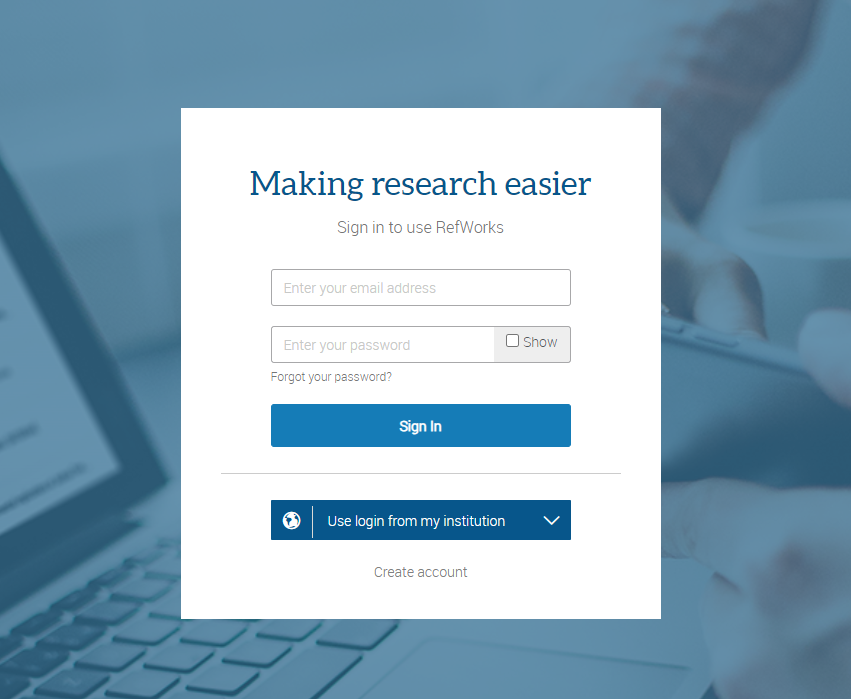 Making research easier
Sign in to use RefWorks
Enter your email address
Enter your password
Show
Forgot your password?
Sign In
Use login from my institution
Create account